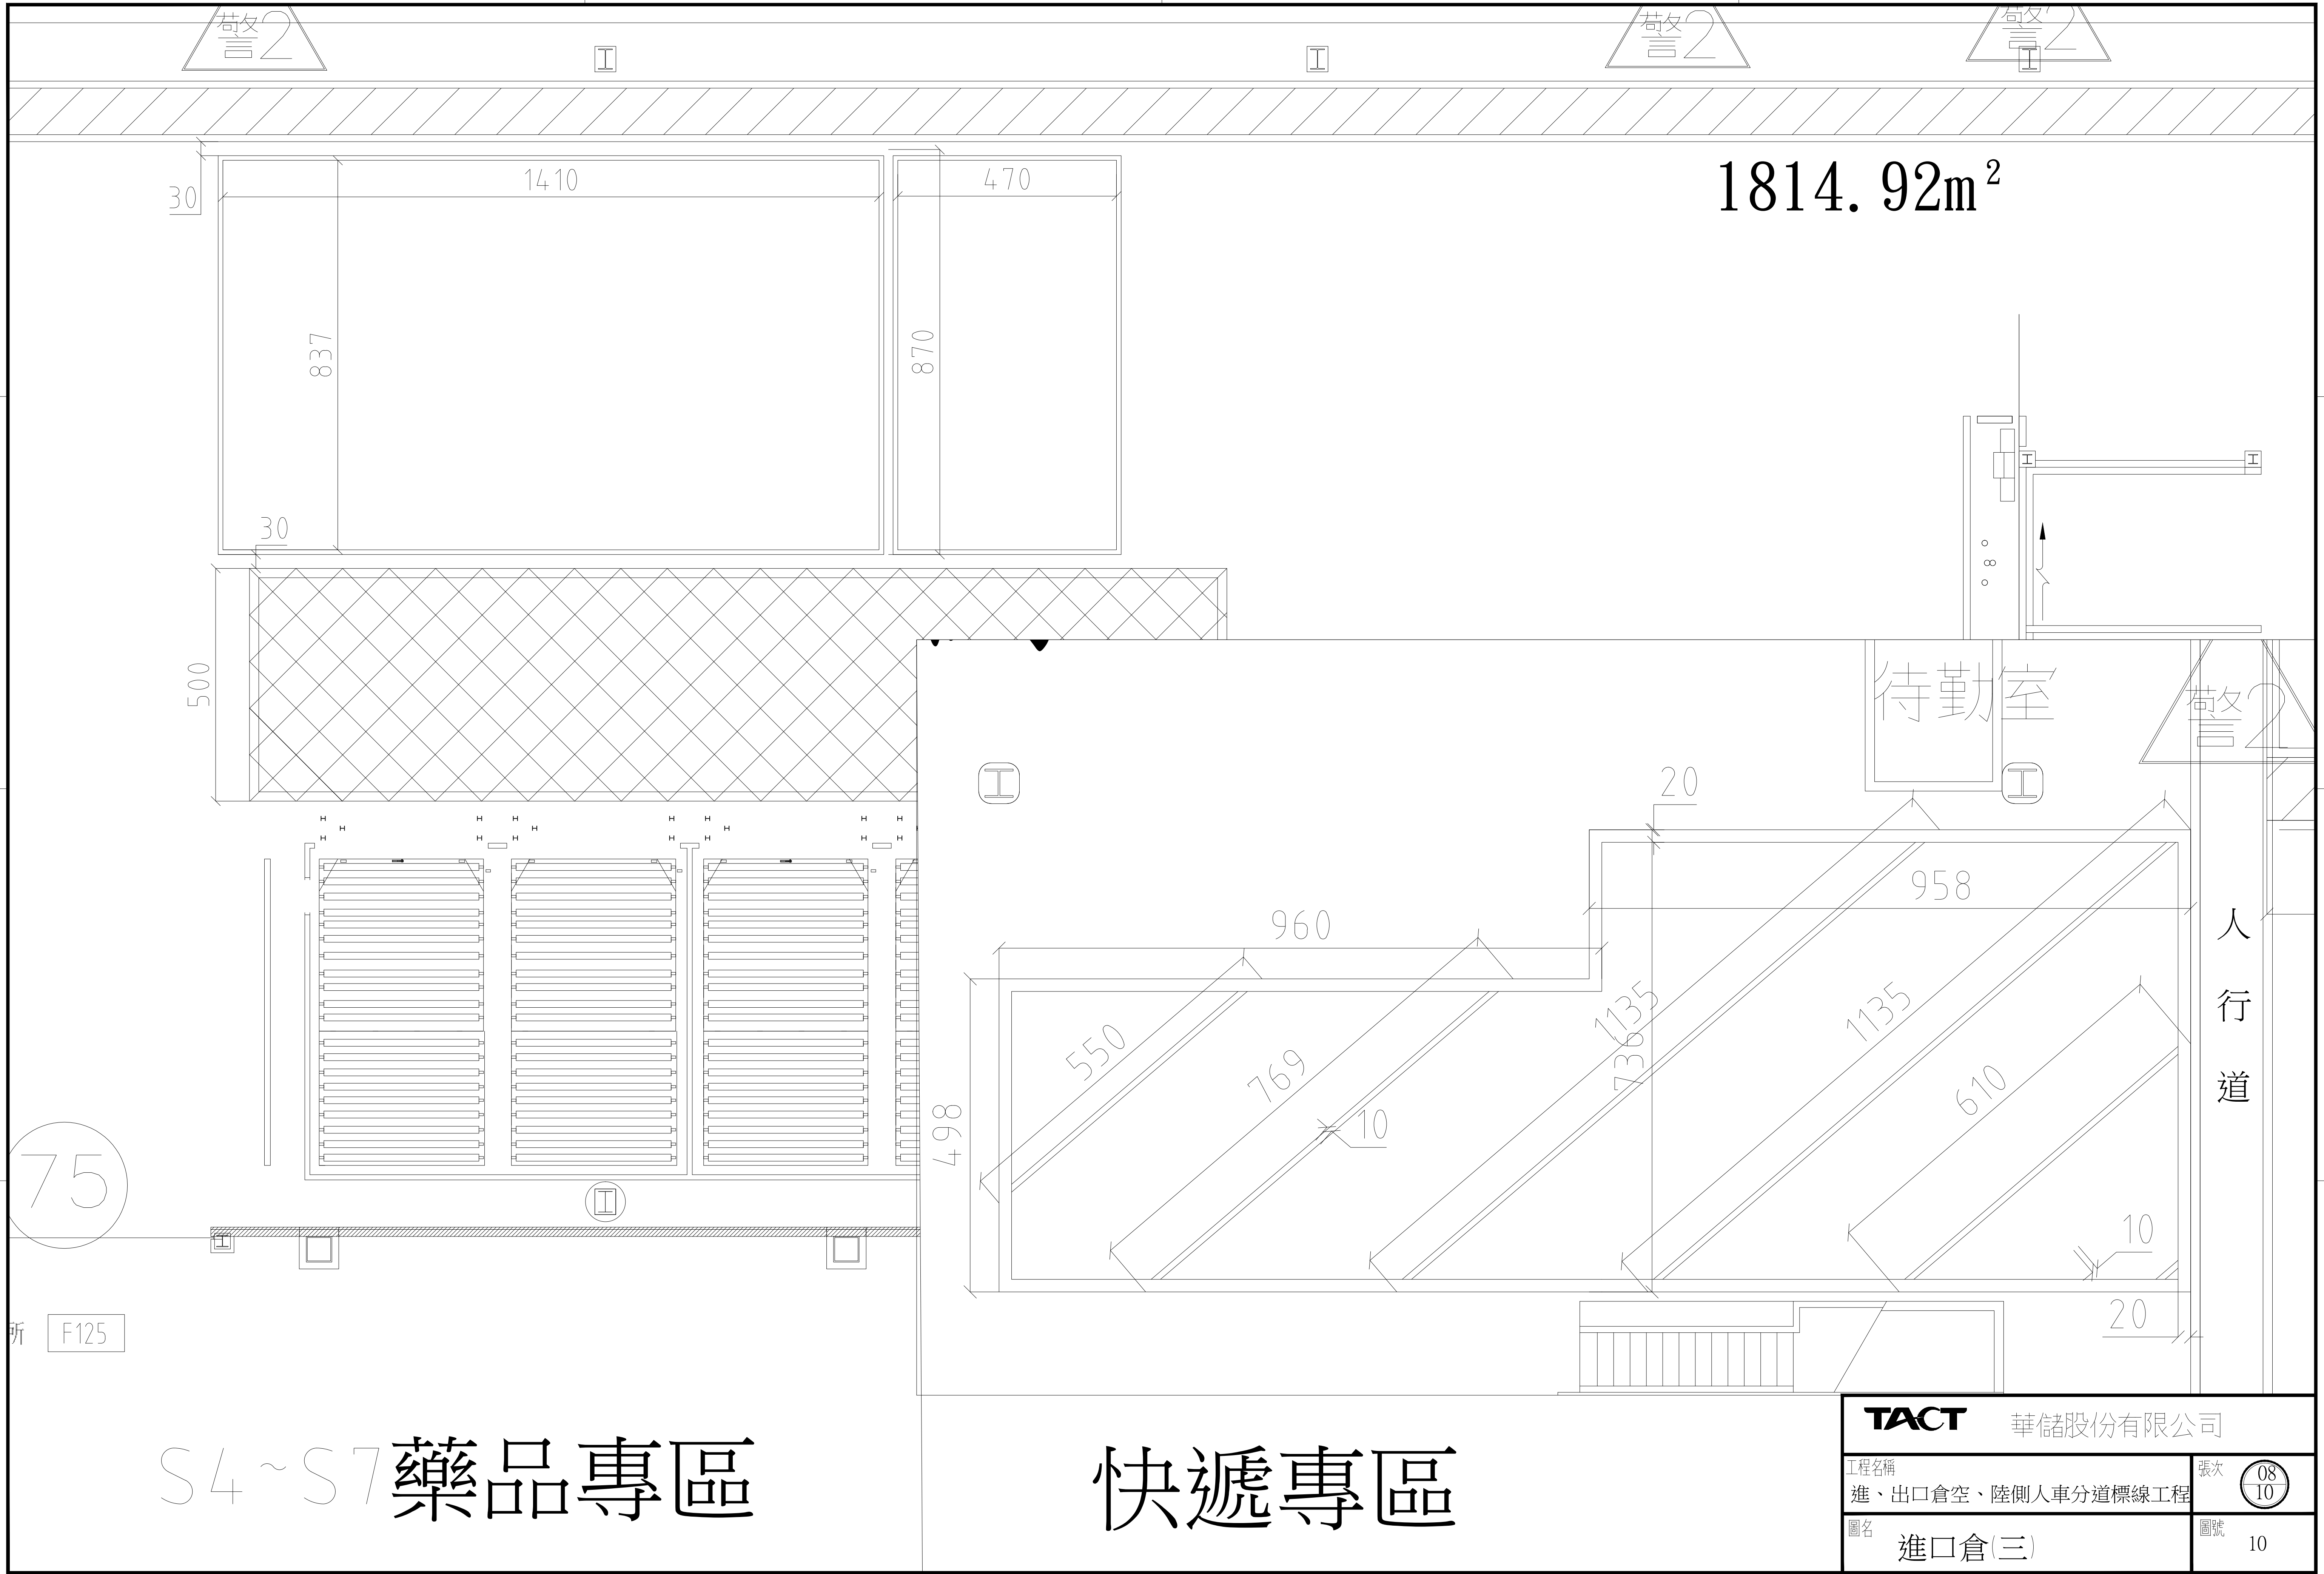 警2
警2
警2
1814.92m²
30
1410
470
837
870
30
500
待勤室
警2
20
958
960
人行道
550
769
1135
736
1135
610
498
10
10
20
75
所
F125
S4~S7藥品專區
快遞專區
TACT 華儲股份有限公司
工程名稱
進、出口倉空、陸側人車分道標線工程
張次
08
10
圖名
進口倉(三)
圖號
10